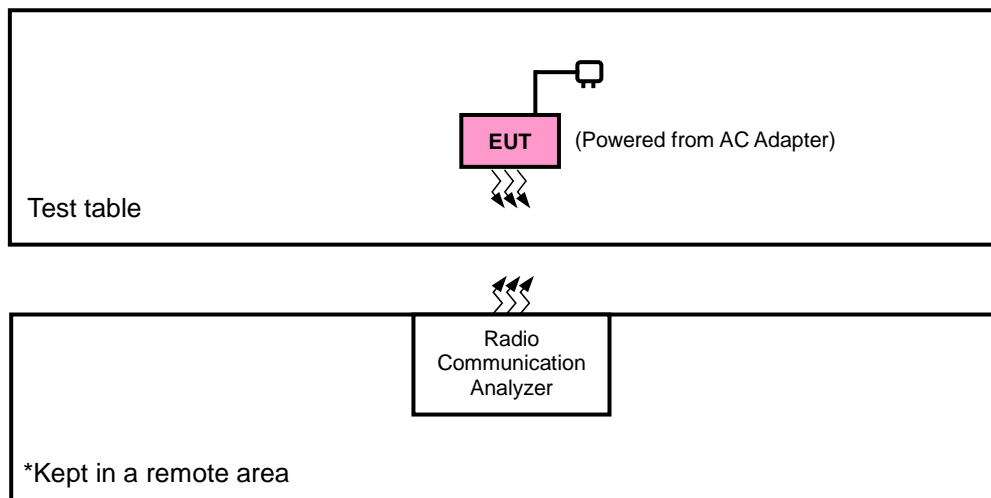 EUT
(Powered from AC Adapter)
Test table
Radio
Communication
Analyzer
*Kept in a remote area